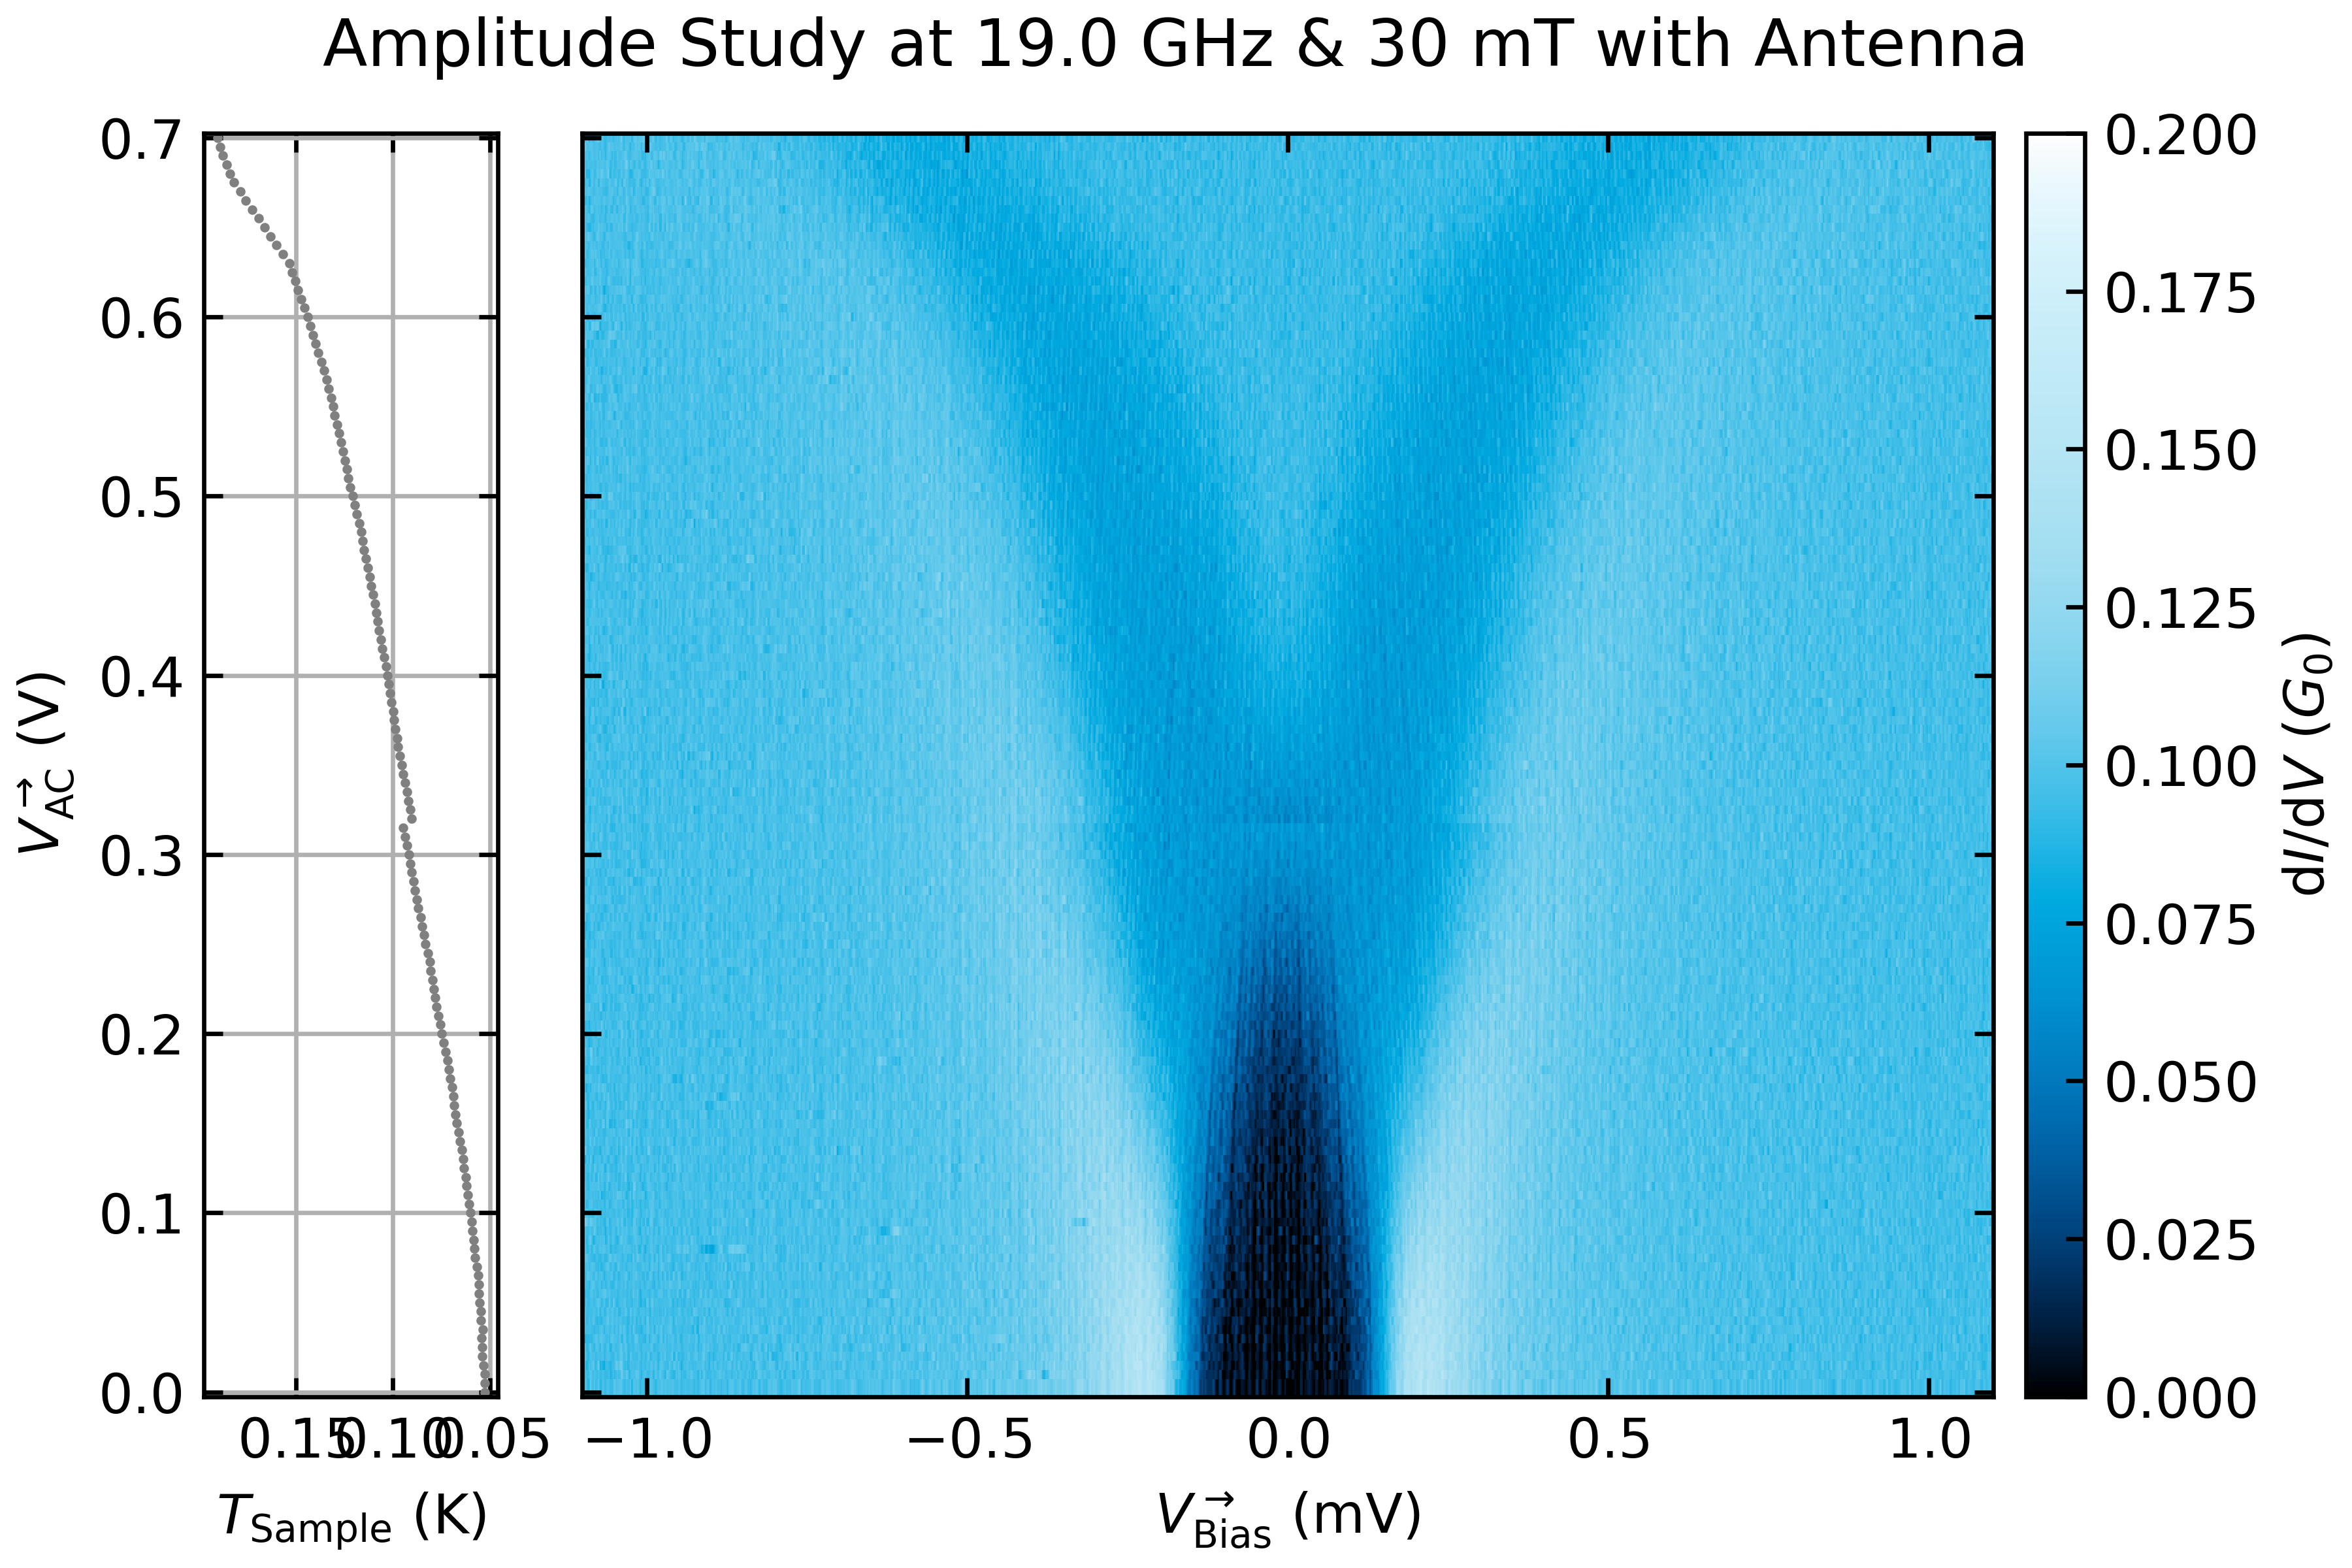 Amplitude Study at 19.0 GHz & 30 mT with Antenna
V→AC (V)
0.7
0.6
0.5
0.4
0.3
0.2
0.1
0.0
0.15 0.10 0.05
TSample (K)
−1.0 −0.5 0.0 0.5 1.0
V→Bias (mV)
0.200
0.175
0.150
0.125
0.100
0.075
0.050
0.025
0.000
dI/dV (G0)